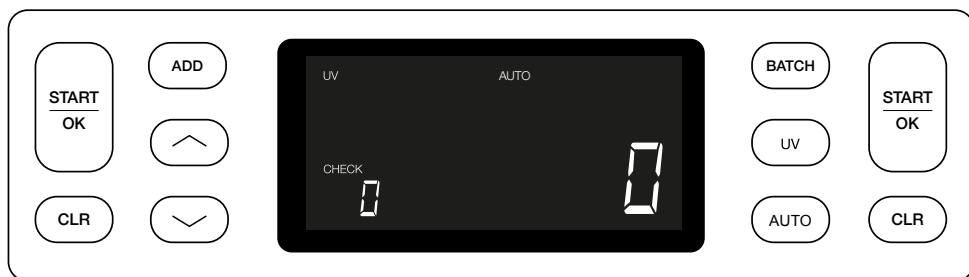 START
OK
CLR
ADD
UV AUTO
CHECK
0
0
BATCH
UV
AUTO
START
OK
CLR